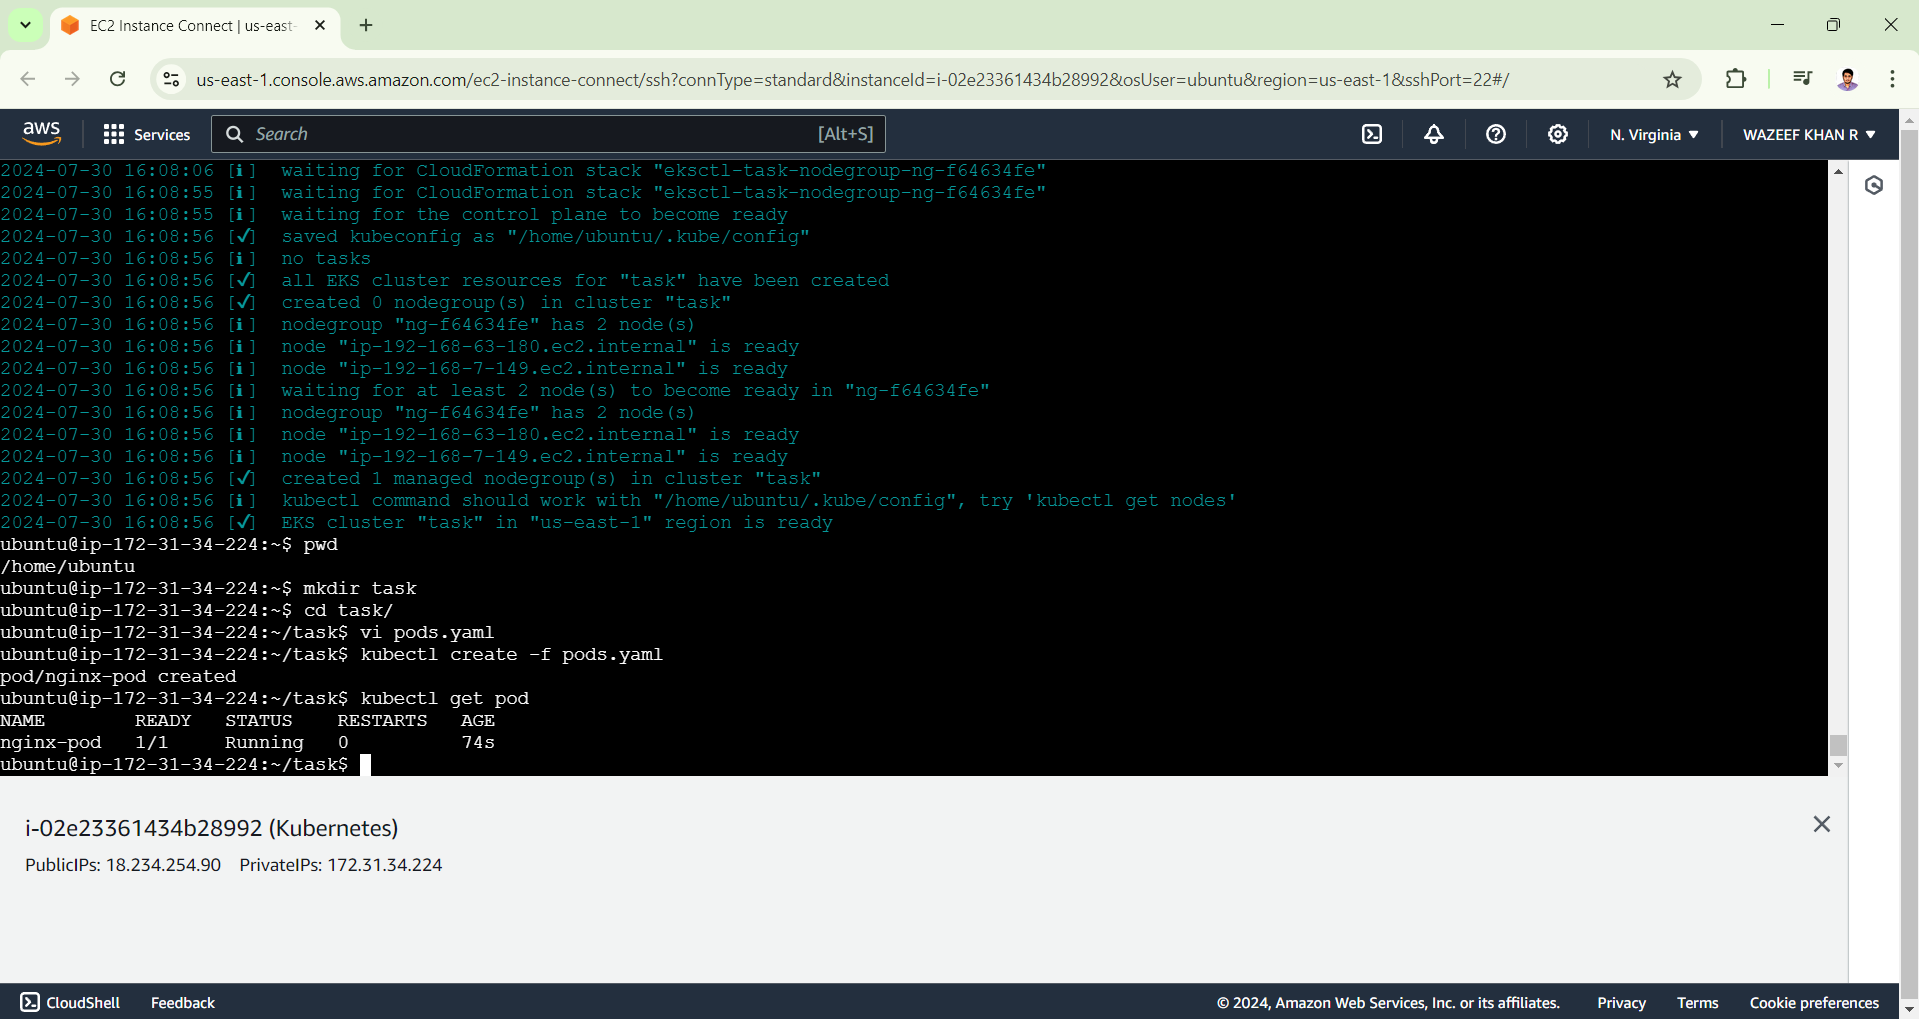 EC2 Instance Connect | us-east-
us-east-1.console.aws.amazon.com/ec2-instance-connect/ssh?connType=standard&instanceId=i-02e23361434b28992&osUser=ubuntu&region=us-east-1&sshPort=22#/
aws Services Search [Alt+S] N. Virginia WAZEEF KHAN R
2024-07-30 16:08:06 [ℹ]  waiting for CloudFormation stack "eksctl-task-nodegroup-ng-f64634fe"
2024-07-30 16:08:55 [ℹ]  waiting for CloudFormation stack "eksctl-task-nodegroup-ng-f64634fe"
2024-07-30 16:08:55 [ℹ]  waiting for the control plane to become ready
2024-07-30 16:08:56 [✔]  saved kubeconfig as "/home/ubuntu/.kube/config"
2024-07-30 16:08:56 [ℹ]  no tasks
2024-07-30 16:08:56 [✔]  all EKS cluster resources for "task" have been created
2024-07-30 16:08:56 [✔]  created 0 nodegroup(s) in cluster "task"
2024-07-30 16:08:56 [ℹ]  nodegroup "ng-f64634fe" has 2 node(s)
2024-07-30 16:08:56 [ℹ]  node "ip-192-168-63-180.ec2.internal" is ready
2024-07-30 16:08:56 [ℹ]  node "ip-192-168-7-149.ec2.internal" is ready
2024-07-30 16:08:56 [ℹ]  waiting for at least 2 node(s) to become ready in "ng-f64634fe"
2024-07-30 16:08:56 [ℹ]  nodegroup "ng-f64634fe" has 2 node(s)
2024-07-30 16:08:56 [ℹ]  node "ip-192-168-63-180.ec2.internal" is ready
2024-07-30 16:08:56 [ℹ]  node "ip-192-168-7-149.ec2.internal" is ready
2024-07-30 16:08:56 [✔]  created 1 managed nodegroup(s) in cluster "task"
2024-07-30 16:08:56 [ℹ]  kubectl command should work with "/home/ubuntu/.kube/config", try 'kubectl get nodes'
2024-07-30 16:08:56 [✔]  EKS cluster "task" in "us-east-1" region is ready
ubuntu@ip-172-31-34-224:~$ pwd
/home/ubuntu
ubuntu@ip-172-31-34-224:~$ mkdir task
ubuntu@ip-172-31-34-224:~$ cd task/
ubuntu@ip-172-31-34-224:~/task$ vi pods.yaml
ubuntu@ip-172-31-34-224:~/task$ kubectl create -f pods.yaml
pod/nginx-pod created
ubuntu@ip-172-31-34-224:~/task$ kubectl get pod
NAME        READY   STATUS    RESTARTS   AGE
nginx-pod   1/1     Running   0          74s
ubuntu@ip-172-31-34-224:~/task$
i-02e23361434b28992 (Kubernetes)
PublicIPs: 18.234.254.90 PrivateIPs: 172.31.34.224
CloudShell Feedback © 2024, Amazon Web Services, Inc. or its affiliates. Privacy Terms Cookie preferences